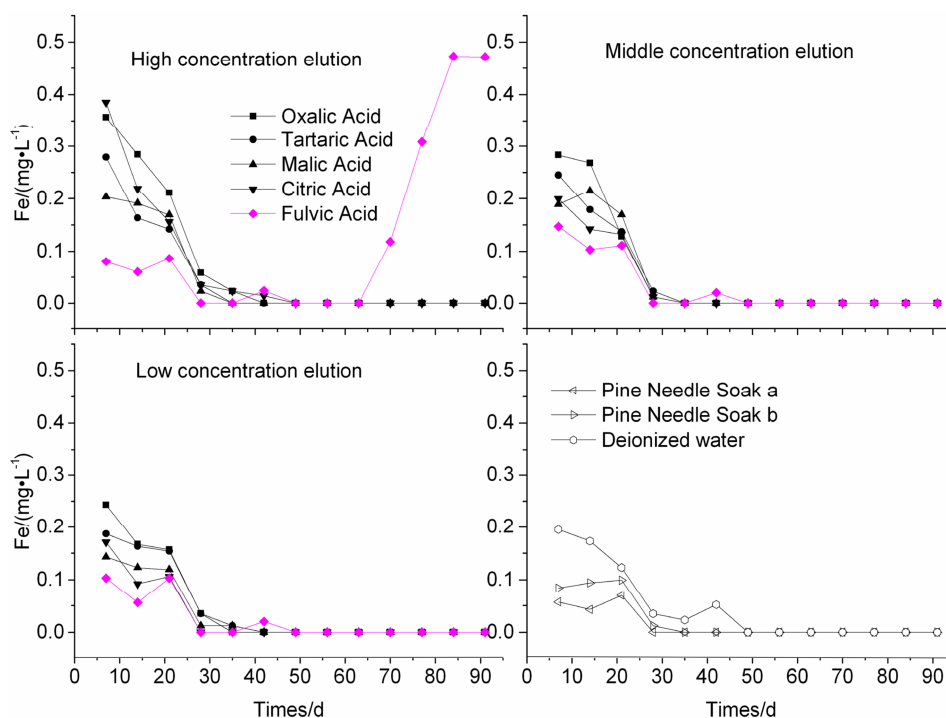 High concentration elution
Oxalic Acid
Tartaric Acid
Malic Acid
Citric Acid
Fulvic Acid
Fe/(mg•L⁻¹)
0.5
0.4
0.3
0.2
0.1
0.0
Middle concentration elution
0.5
0.4
0.3
0.2
0.1
0.0
Low concentration elution
Fe/(mg•L⁻¹)
0.5
0.4
0.3
0.2
0.1
0.0
0 10 20 30 40 50 60 70 80 90
Times/d
Pine Needle Soak a
Pine Needle Soak b
Deionized water
0.5
0.4
0.3
0.2
0.1
0.0
0 10 20 30 40 50 60 70 80 90
Times/d